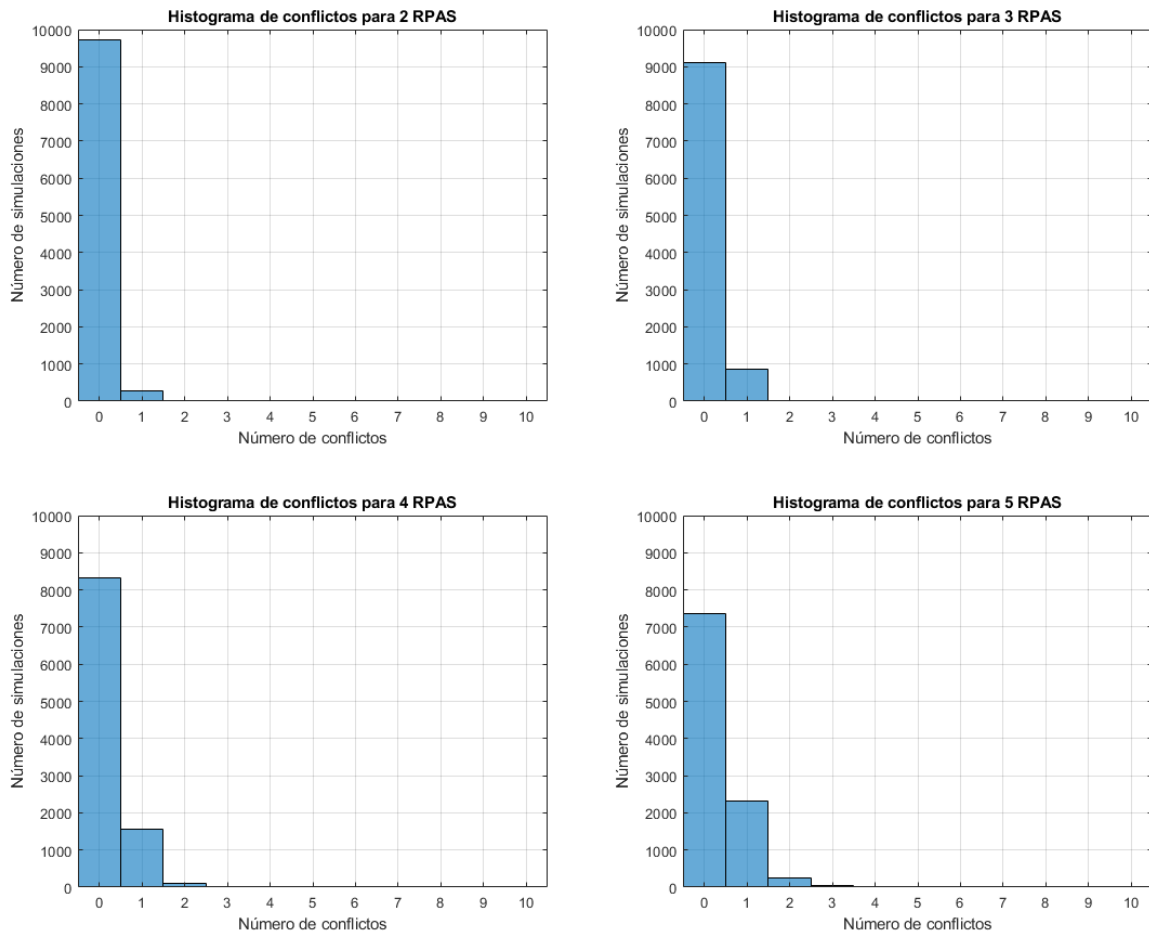 Histograma de conflictos para 2 RPAS
10000
9000
8000
7000
6000
5000
4000
3000
2000
1000
0
Número de simulaciones
0 1 2 3 4 5 6 7 8 9 10
Número de conflictos
Histograma de conflictos para 3 RPAS
10000
9000
8000
7000
6000
5000
4000
3000
2000
1000
0
Número de simulaciones
0 1 2 3 4 5 6 7 8 9 10
Número de conflictos
Histograma de conflictos para 4 RPAS
10000
9000
8000
7000
6000
5000
4000
3000
2000
1000
0
Número de simulaciones
0 1 2 3 4 5 6 7 8 9 10
Número de conflictos
Histograma de conflictos para 5 RPAS
10000
9000
8000
7000
6000
5000
4000
3000
2000
1000
0
Número de simulaciones
0 1 2 3 4 5 6 7 8 9 10
Número de conflictos